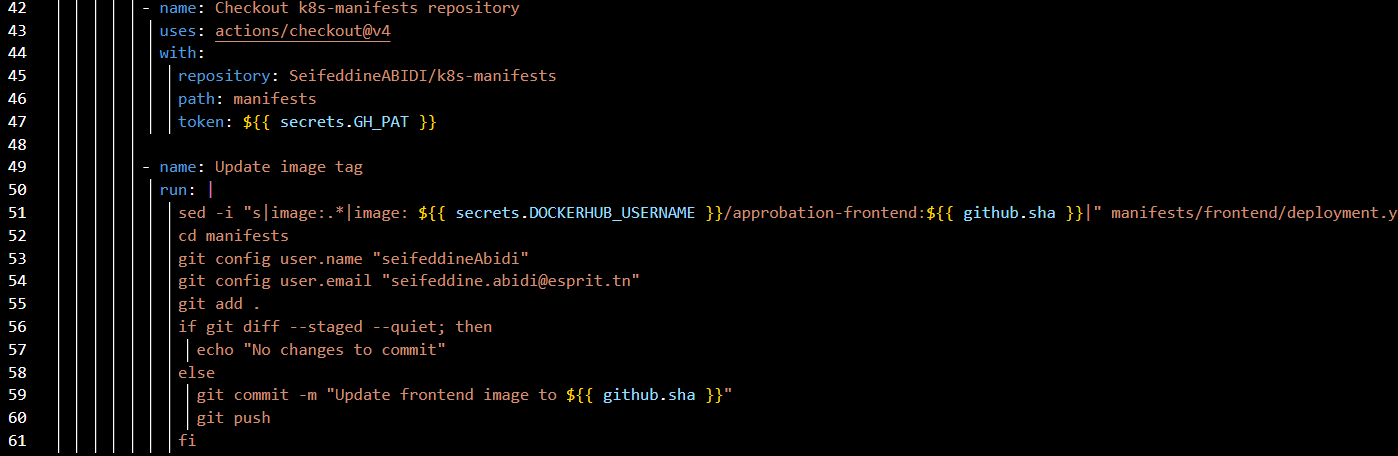 42 - name: Checkout k8s-manifests repository
43 uses: actions/checkout@v4
44 with:
45 repository: SeifeddineABIDI/k8s-manifests
46 path: manifests
47 token: ${{ secrets.GH_PAT }}
48
49 - name: Update image tag
50 run: |
51 sed -i "s|image:.*|image: ${{ secrets.DOCKERHUB_USERNAME }}/approbation-frontend:${{ github.sha }}|" manifests/frontend/deployment.y
52 cd manifests
53 git config user.name "seifeddineAbidi"
54 git config user.email "seifeddine.abidi@esprit.tn"
55 git add .
56 if git diff --staged --quiet; then
57 echo "No changes to commit"
58 else
59 git commit -m "Update frontend image to ${{ github.sha }}"
60 git push
61 fi